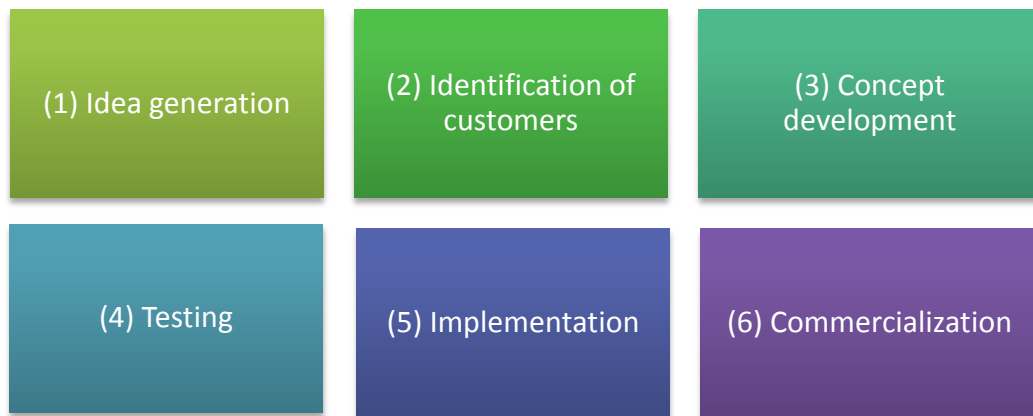 (1) Idea generation
(2) Identification of
customers
(3) Concept
development
(4) Testing
(5) Implementation
(6) Commercialization